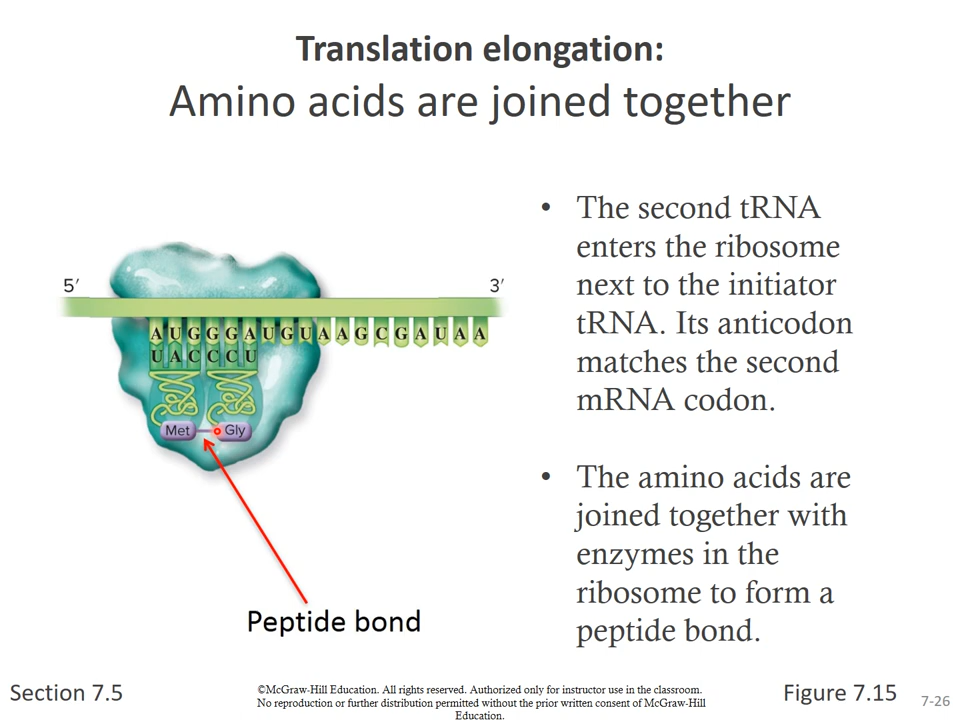 Translation elongation:
Amino acids are joined together
5′
3′
A U G G G A U G U A A G C G A U A A
U A C C C U
Met
Gly
Peptide bond
• The second tRNA
enters the ribosome
next to the initiator
tRNA. Its anticodon
matches the second
mRNA codon.
• The amino acids are
joined together with
enzymes in the
ribosome to form a
peptide bond.
Section 7.5
©McGraw-Hill Education. All rights reserved. Authorized only for instructor use in the classroom.
No reproduction or further distribution permitted without the prior written consent of McGraw-Hill
Education.
Figure 7.15
7-26